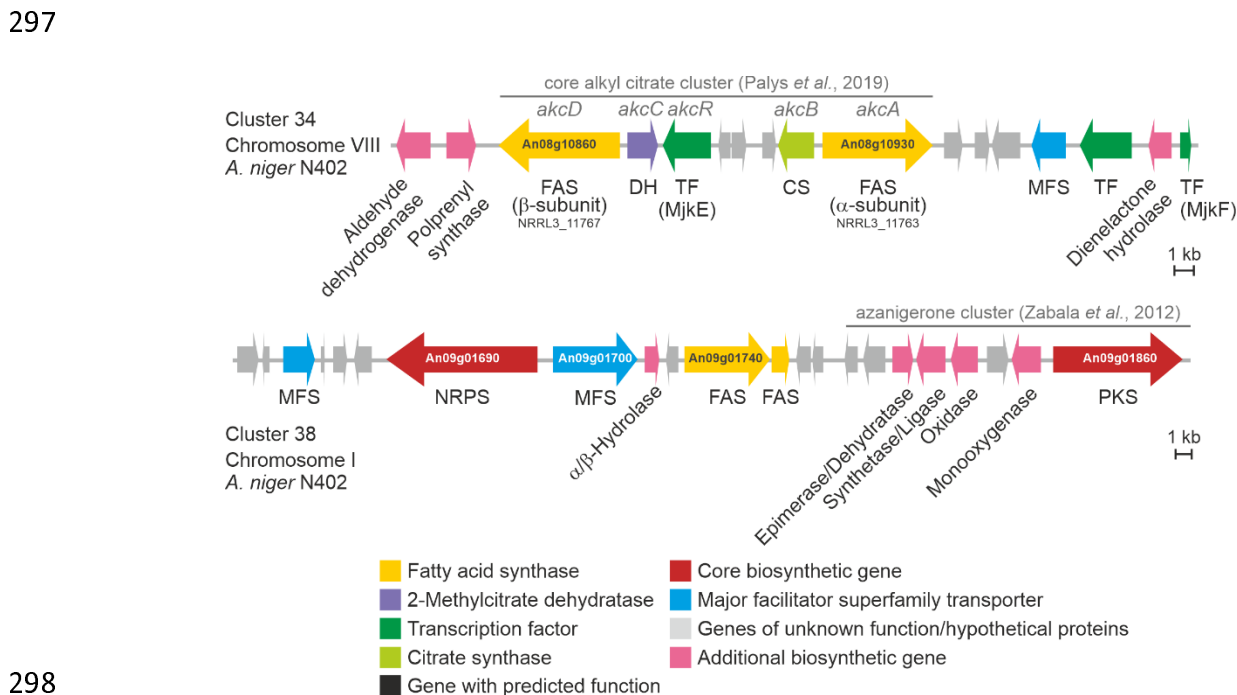 297
core alkyl citrate cluster (Palys et al., 2019)
akcD akcC akcR akcB akcA
Cluster 34
Chromosome VIII
A. niger N402
An08g10860
An08g10930
FAS
(β-subunit)
NRRL3_11767
DH
TF
(MjkE)
CS
FAS
(α-subunit)
NRRL3_11763
MFS
TF
TF
(MjkF)
Aldehyde
dehydrogenase
Polprenyl
synthase
Dienelactone
hydrolase
1 kb
azanigerone cluster (Zabala et al., 2012)
An09g01690
An09g01700
An09g01740
An09g01860
MFS
NRPS
MFS
α/β-Hydrolase
FAS
FAS
Epimerase/Dehydratase
Synthetase/Ligase
Oxidase
Monooxygenase
PKS
Cluster 38
Chromosome I
A. niger N402
1 kb
Fatty acid synthase
2-Methylcitrate dehydratase
Transcription factor
Citrate synthase
Gene with predicted function
Core biosynthetic gene
Major facilitator superfamily transporter
Genes of unknown function/hypothetical proteins
Additional biosynthetic gene
298